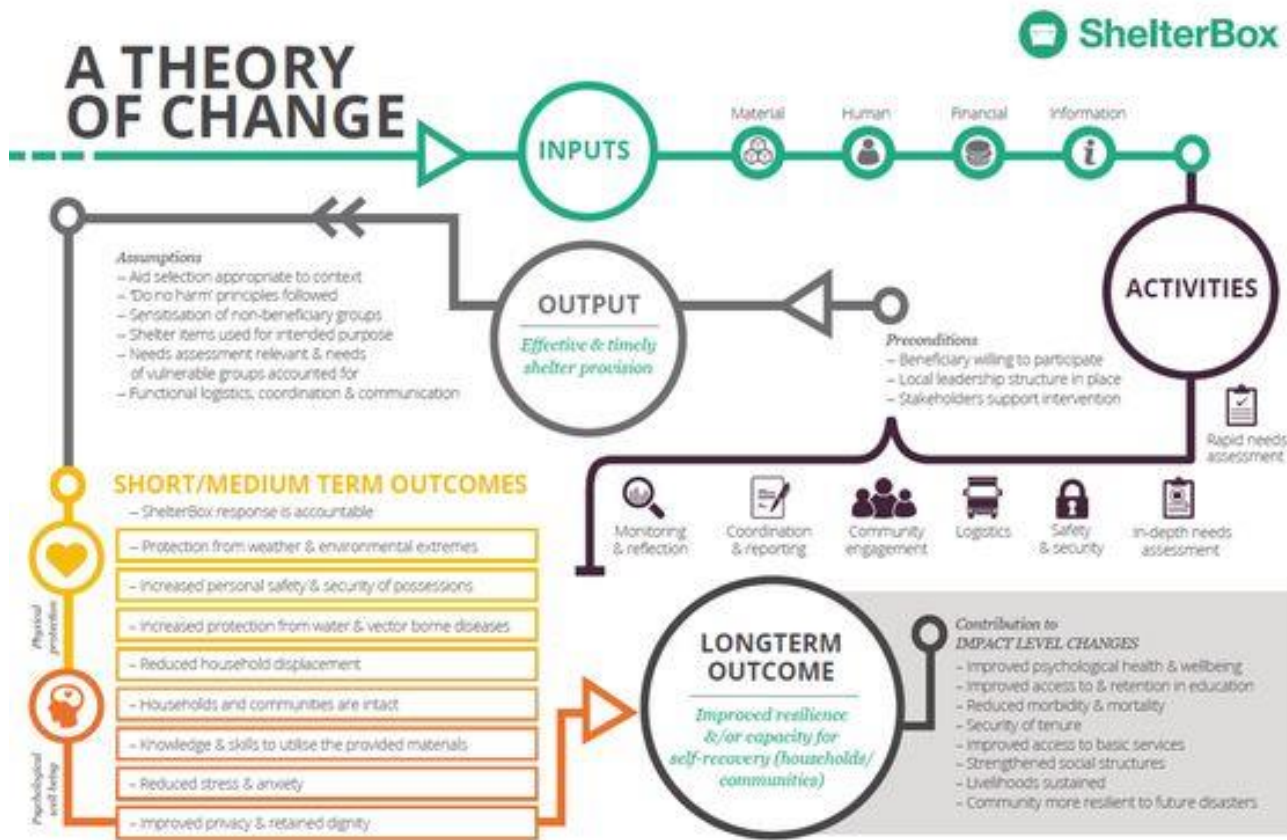 ShelterBox
A THEORY
OF CHANGE
INPUTS
Material
Human
Financial
Information
ACTIVITIES
Rapid needs
assessment
In-depth needs
assessment
Safety
& security
Logistics
Community
engagement
Coordination
& reporting
Monitoring
& reflection
Preconditions
– Beneficiary willing to participate
– Local leadership structure in place
– Stakeholders support intervention
OUTPUT
Effective & timely
shelter provision
Assumptions
– Aid selection appropriate to context
– 'Do no harm' principles followed
– Sensitisation of non-beneficiary groups
– Shelter items used for intended purpose
– Needs assessment relevant & needs
of vulnerable groups accounted for
– Functional logistics, coordination & communication
SHORT/MEDIUM TERM OUTCOMES
– ShelterBox response is accountable
Physical
protection
– Protection from weather & environmental extremes
– Increased personal safety & security of possessions
– Increased protection from water & vector borne diseases
– Reduced household displacement
Psychological
well being
– Households and communities are intact
– Knowledge & skills to utilise the provided materials
– Reduced stress & anxiety
– Improved privacy & retained dignity
LONGTERM
OUTCOME
Improved resilience
&/or capacity for
self-recovery (households/
communities)
Contribution to
IMPACT LEVEL CHANGES
– Improved psychological health & wellbeing
– Improved access to & retention in education
– Reduced morbidity & mortality
– Security of tenure
– Improved access to basic services
– Strengthened social structures
– Livelihoods sustained
– Community more resilient to future disasters